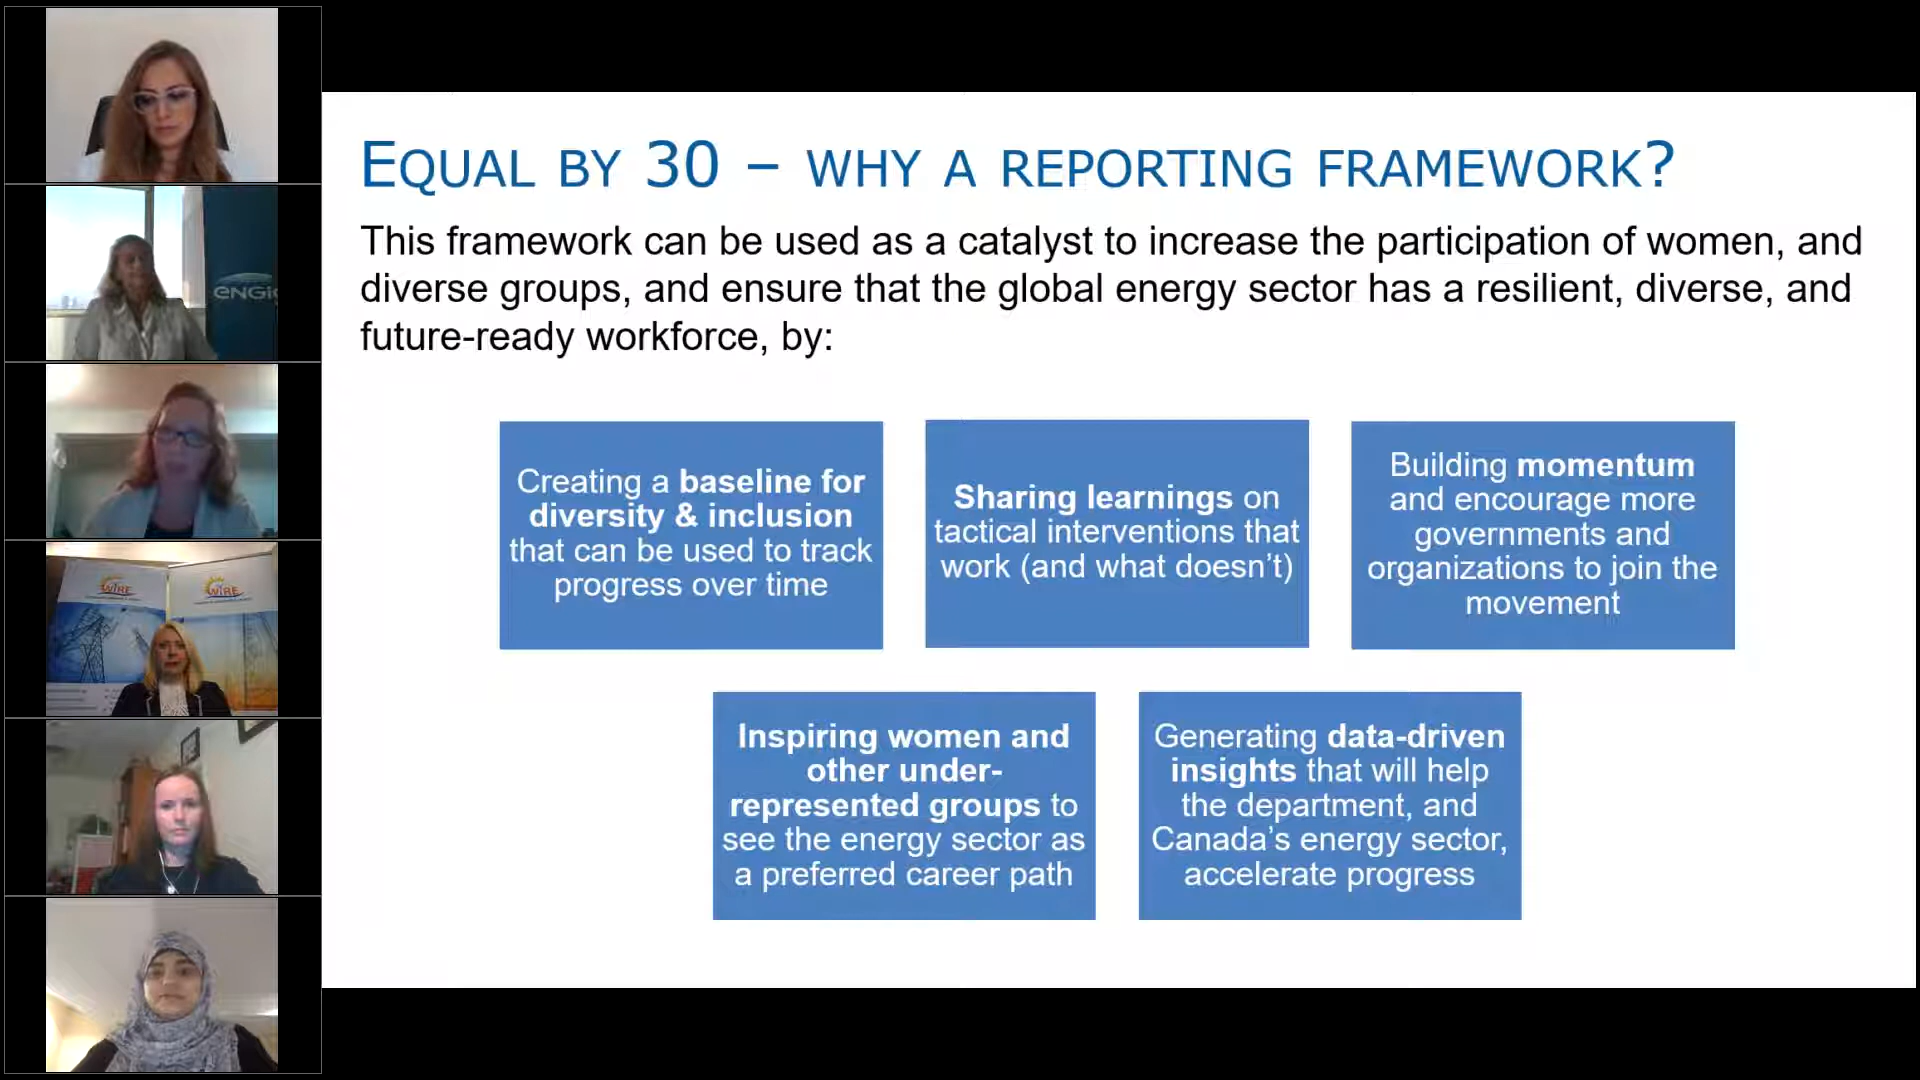 EQUAL BY 30 – WHY A REPORTING FRAMEWORK?
This framework can be used as a catalyst to increase the participation of women, and
diverse groups, and ensure that the global energy sector has a resilient, diverse, and
future-ready workforce, by:
Creating a baseline for
diversity & inclusion
that can be used to track
progress over time
Sharing learnings on
tactical interventions that
work (and what doesn’t)
Building momentum
and encourage more
governments and
organizations to join the
movement
Inspiring women and
other under-
represented groups to
see the energy sector as
a preferred career path
Generating data-driven
insights that will help
the department, and
Canada’s energy sector,
accelerate progress
WiRE
WiRE